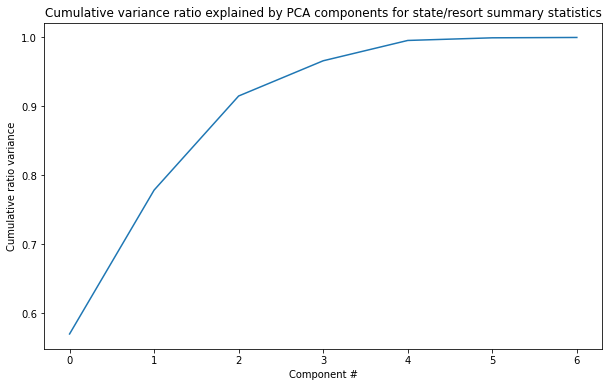 Cumulative variance ratio explained by PCA components for state/resort summary statistics
1.0
0.9
0.8
0.7
0.6
Cumulative ratio variance
0 1 2 3 4 5 6
Component #